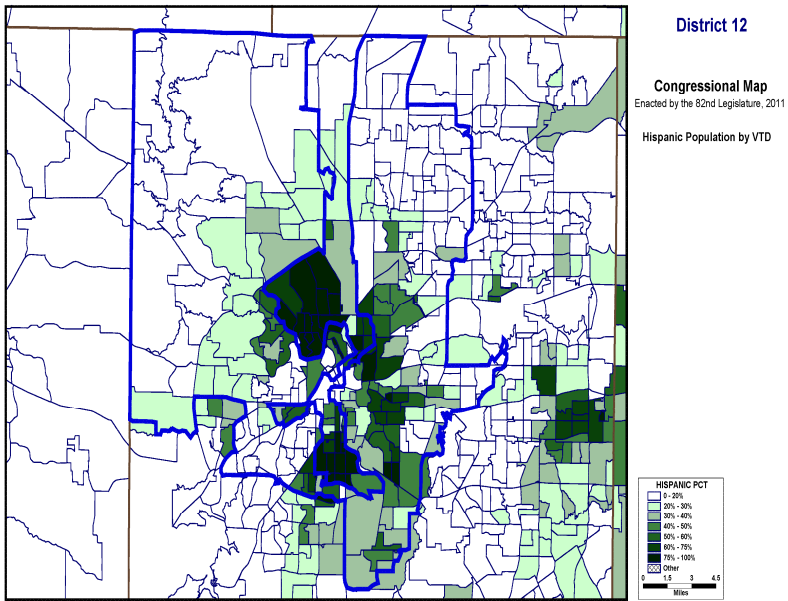 District 12
Congressional Map
Enacted by the 82nd Legislature, 2011
Hispanic Population by VTD
HISPANIC PCT
0 - 20%
20% - 30%
30% - 40%
40% - 50%
50% - 60%
60% - 75%
75% - 100%
Other
0 1.5 3 4.5
Miles